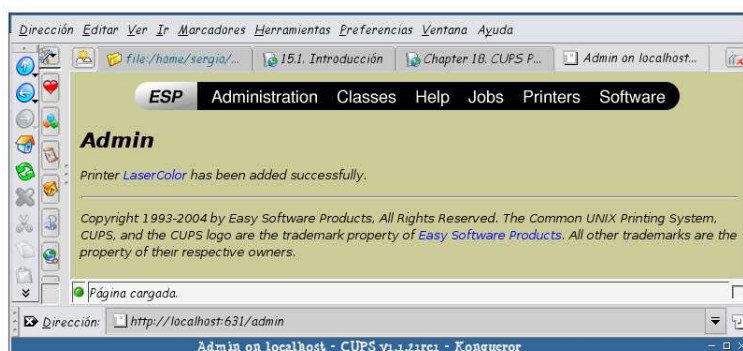 Dirección Editar Ver Ir Marcadores Herramientas Preferencias Ventana Ayuda
file:/home/sergio/... 15.1. Introducción Chapter 18. CUPS P... Admin on localhost...
ESP Administration Classes Help Jobs Printers Software
Admin
Printer LaserColor has been added successfully.
Copyright 1993-2004 by Easy Software Products, All Rights Reserved. The Common UNIX Printing System,
CUPS, and the CUPS logo are the trademark property of Easy Software Products. All other trademarks are the
property of their respective owners.
Página cargada.
Dirección: http://localhost:631/admin
Admin on localhost - CUPS v1.1.21rc1 - Konqueror